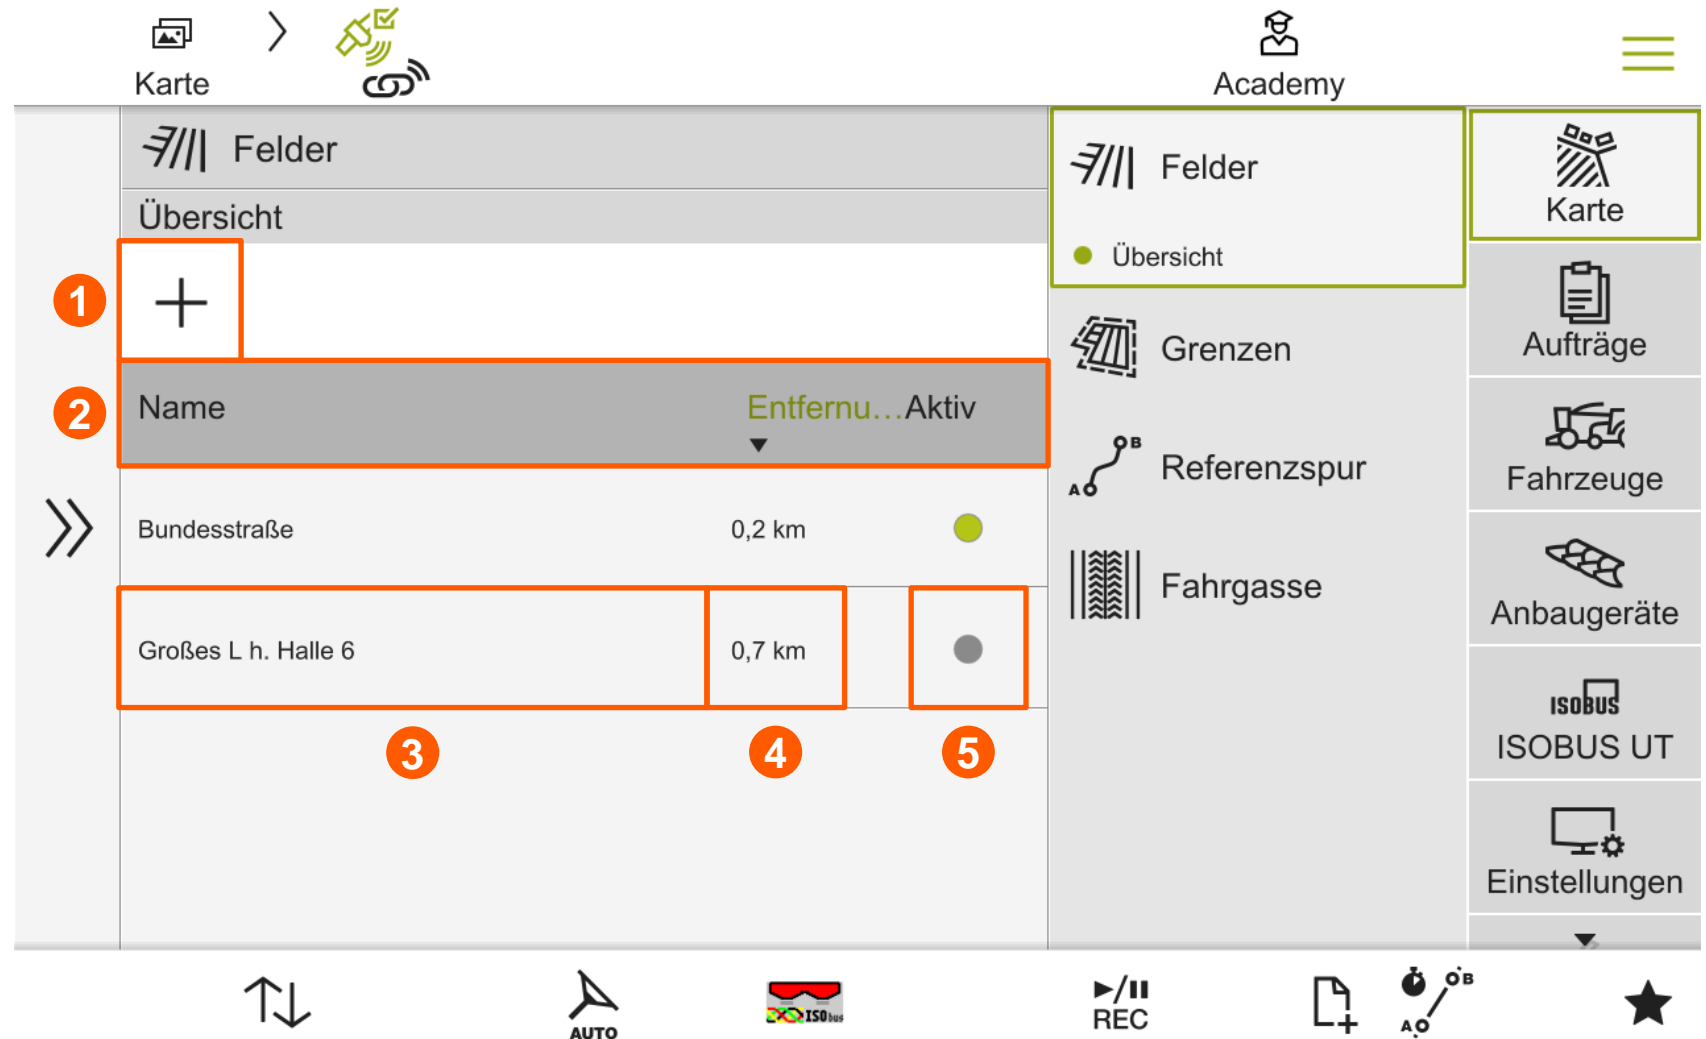 Karte
Academy
Felder
Übersicht
1
2
Name Entfernu... Aktiv
Bundesstraße 0,2 km
Großes L h. Halle 6 0,7 km
3 4 5
Felder
Übersicht
Grenzen
A B Referenzspur
Fahrgasse
Karte
Aufträge
Fahrzeuge
Anbaugeräte
ISOBUS
ISOBUS UT
Einstellungen
AUTO
ISObus
REC
A B